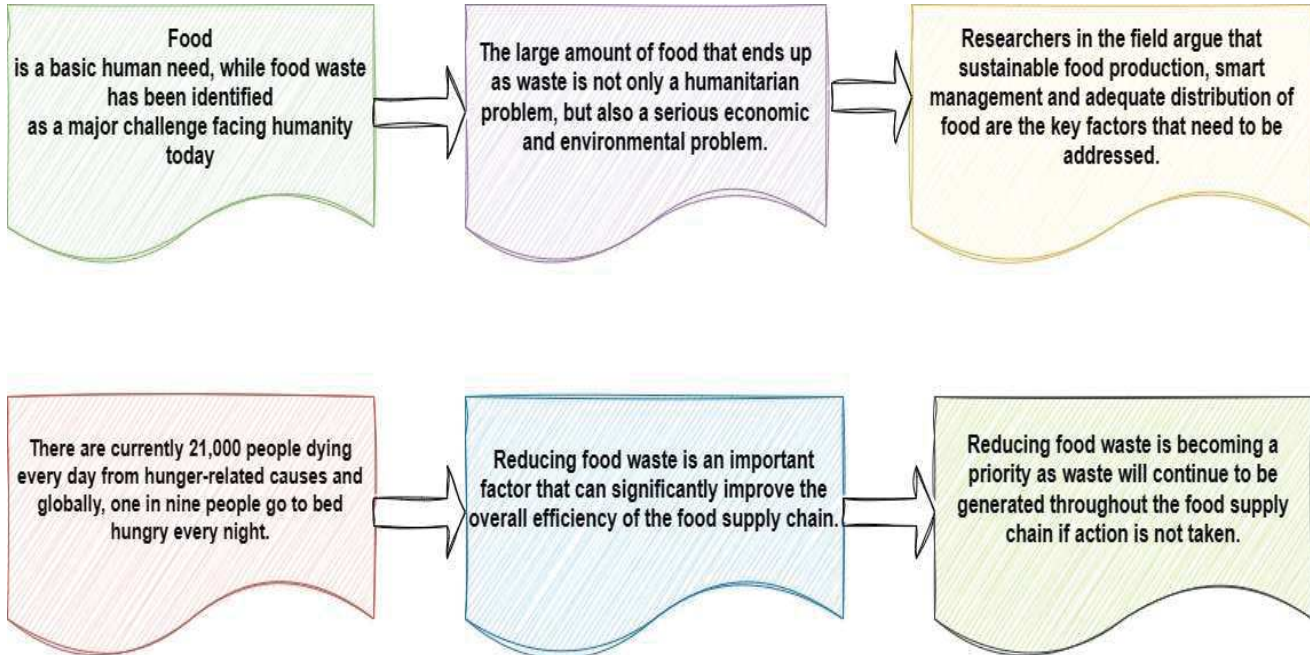 Food
is a basic human need, while food waste
has been identified
as a major challenge facing humanity
today
The large amount of food that ends up
as waste is not only a humanitarian
problem, but also a serious economic
and environmental problem.
Researchers in the field argue that
sustainable food production, smart
management and adequate distribution of
food are the key factors that need to be
addressed.
There are currently 21,000 people dying
every day from hunger-related causes and
globally, one in nine people go to bed
hungry every night.
Reducing food waste is an important
factor that can significantly improve the
overall efficiency of the food supply chain.
Reducing food waste is becoming a
priority as waste will continue to be
generated throughout the food supply
chain if action is not taken.